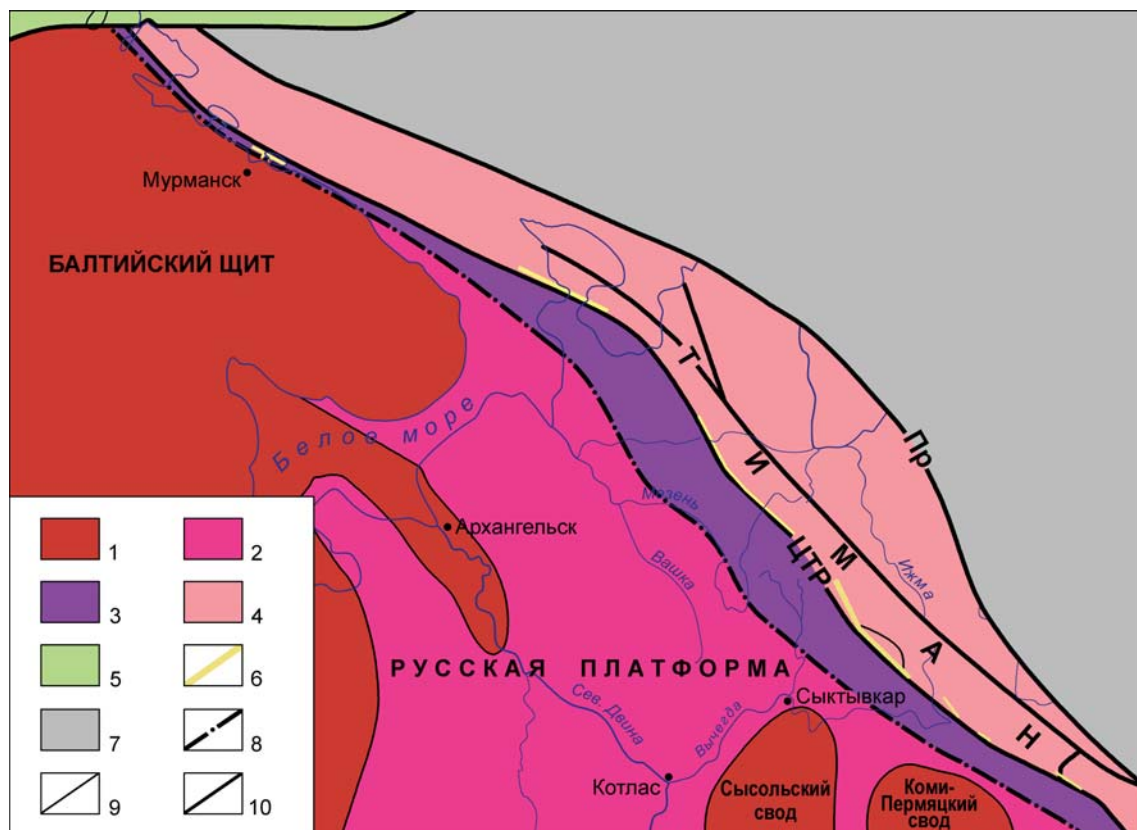 Мурманск
БАЛТИЙСКИЙ ЩИТ
Белое море
Архангельск
Мезень
Вашка
ТИМАН
Пр
ЦТР
Ижма
РУССКАЯ ПЛАТФОРМА
Сыктывкар
Сев. Двина
Вычегда
Котлас
Сысольский
свод
Коми-
Пермяцкий
свод
1 2
3 4
5 6
7 8
9 10